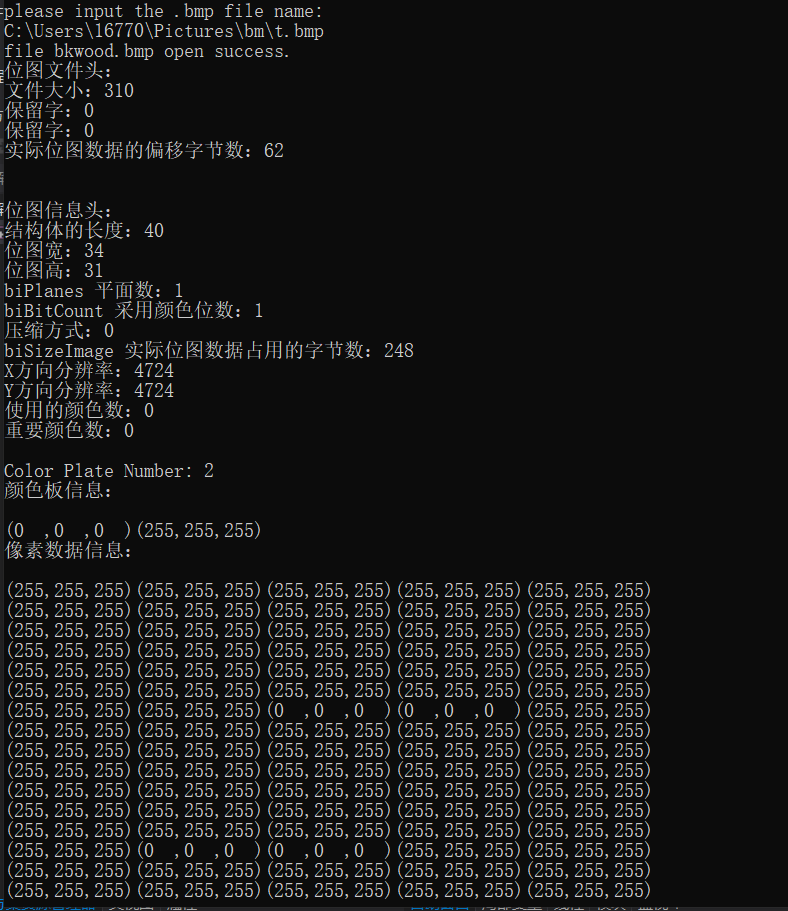 please input the .bmp file name:
C:\Users\16770\Pictures\bm\t.bmp
file bkwood.bmp open success.
位图文件头:
文件大小: 310
保留字: 0
保留字: 0
实际位图数据的偏移字节数: 62
位图信息头:
结构体的长度: 40
位图宽: 34
位图高: 31
biPlanes 平面数: 1
biBitCount 采用颜色位数: 1
压缩方式: 0
biSizeImage 实际位图数据占用的字节数: 248
X方向分辨率: 4724
Y方向分辨率: 4724
使用的颜色数: 0
重要颜色数: 0
Color Plate Number: 2
颜色板信息:
(0  ,0  ,0  )(255,255,255)
像素数据信息:
(255,255,255)(255,255,255)(255,255,255)(255,255,255)(255,255,255)
(255,255,255)(255,255,255)(255,255,255)(255,255,255)(255,255,255)
(255,255,255)(255,255,255)(255,255,255)(255,255,255)(255,255,255)
(255,255,255)(255,255,255)(255,255,255)(255,255,255)(255,255,255)
(255,255,255)(255,255,255)(255,255,255)(255,255,255)(255,255,255)
(255,255,255)(255,255,255)(255,255,255)(255,255,255)(255,255,255)
(255,255,255)(255,255,255)(0  ,0  ,0  )(0  ,0  ,0  )(255,255,255)
(255,255,255)(255,255,255)(255,255,255)(255,255,255)(255,255,255)
(255,255,255)(255,255,255)(255,255,255)(255,255,255)(255,255,255)
(255,255,255)(255,255,255)(255,255,255)(255,255,255)(255,255,255)
(255,255,255)(255,255,255)(255,255,255)(255,255,255)(255,255,255)
(255,255,255)(255,255,255)(255,255,255)(255,255,255)(255,255,255)
(255,255,255)(255,255,255)(255,255,255)(255,255,255)(255,255,255)
(255,255,255)(0  ,0  ,0  )(0  ,0  ,0  )(255,255,255)(255,255,255)
(255,255,255)(255,255,255)(255,255,255)(255,255,255)(255,255,255)
(255,255,255)(255,255,255)(255,255,255)(255,255,255)(255,255,255)